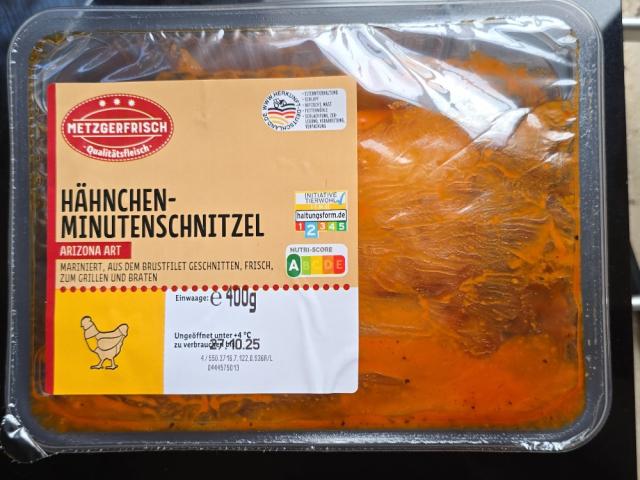 METZGERFRISCH
Qualitätsfleisch
HÄHNCHEN-
MINUTENSCHNITZEL
ARIZONA ART
MARINIERT, AUS DEM BRUSTFILET GESCHNITTEN, FRISCH,
ZUM GRILLEN UND BRATEN
INITIATIVE
TIERWOHL
haltungsform.de
1 2 3 4 5
NUTRI-SCORE
A B C D E
Einwaage: e 400g
Ungeöffnet unter +4 °C
zu verbrauchen bis:
27.10.25
0444575013